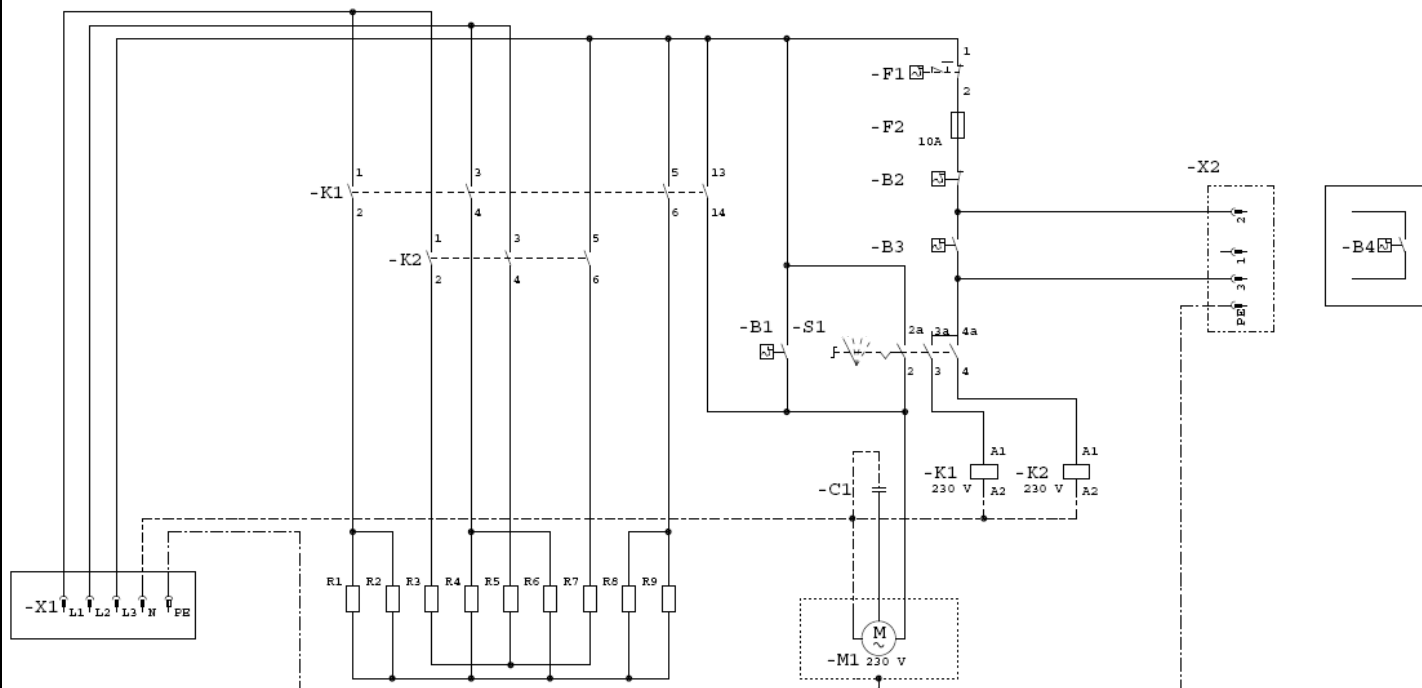 1
-F1
2
-F2
10A
-X2
1
3
5
13
-B2
-K1
2
4
6
14
2
1
3
5
-B3
-B4
-K2
1
2
4
6
3
PE
-B1
-S1
2a
3a
4a
2
3
4
A1
A1
-K1
-K2
-C1
230 V
A2
230 V
A2
R1
R2
R3
R4
R5
R6
R7
R8
R9
-X1
L1
L2
L3
N
PE
M
~
-M1
230 V